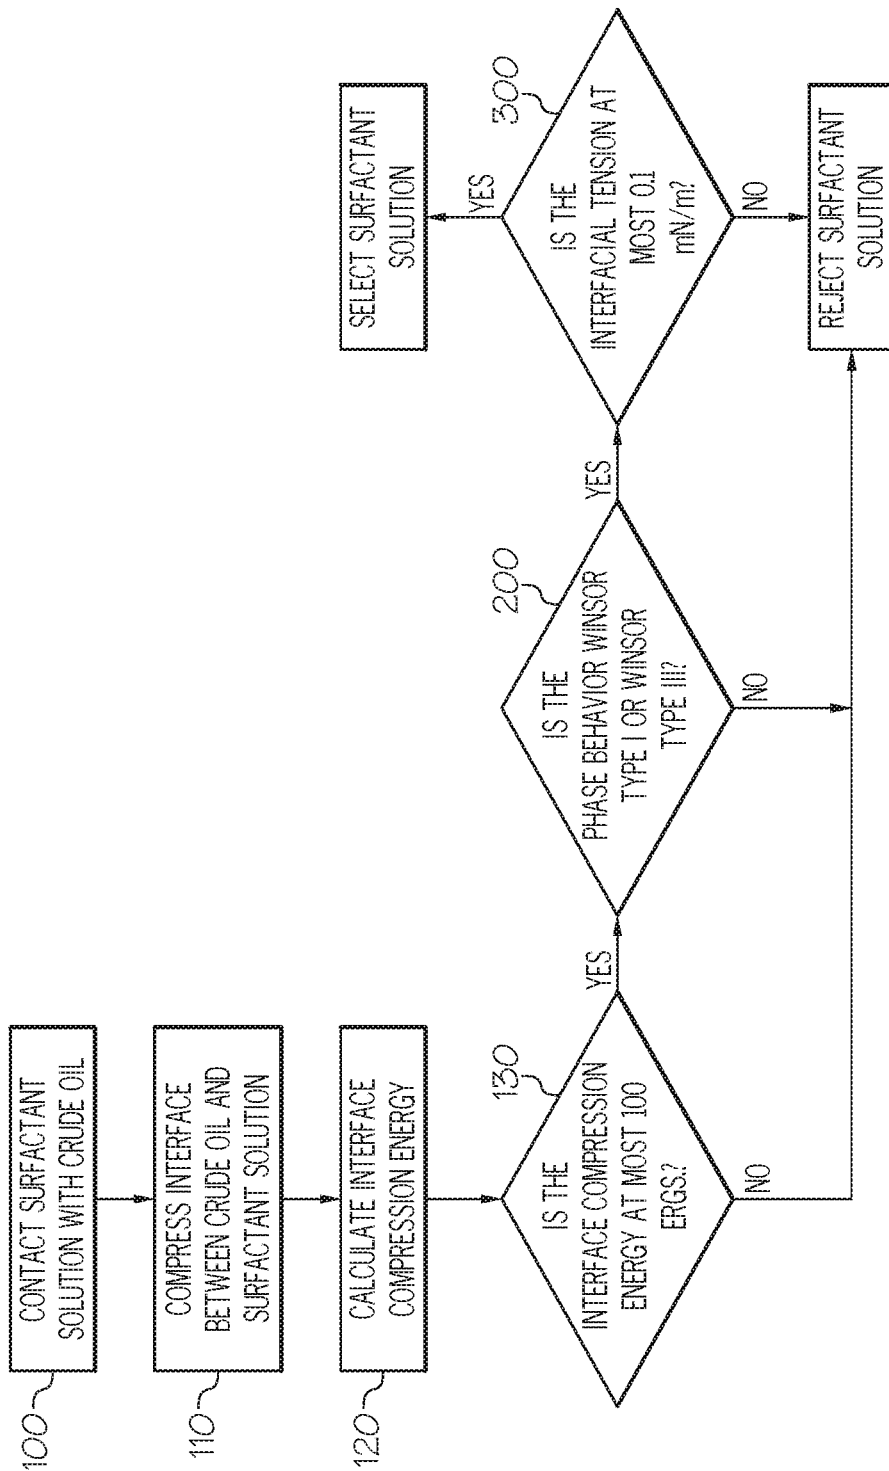 100
CONTACT SURFACTANT
SOLUTION WITH CRUDE OIL
110
COMPRESS INTERFACE
BETWEEN CRUDE OIL AND
SURFACTANT SOLUTION
120
CALCULATE INTERFACE
COMPRESSION ENERGY
130
IS THE
INTERFACE COMPRESSION
ENERGY AT MOST 100
ERGS.?
YES
NO
200
IS THE
PHASE BEHAVIOR WINSOR
TYPE I OR WINSOR
TYPE III?
YES
NO
300
IS THE
INTERFACIAL TENSION AT
MOST 0.1
mN/m?
YES
NO
SELECT SURFACTANT
SOLUTION
REJECT SURFACTANT
SOLUTION